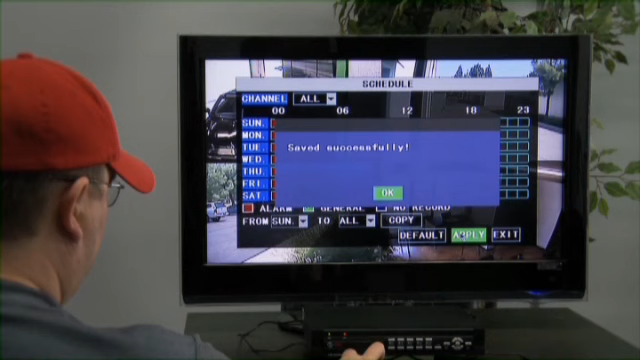 SCHEDULE
CHANNEL ALL
00 06 12 18 23
SUN.
MON.
TUE.
WED.
THU.
FRI.
SAT.
Saved successfully!
OK
ALARM GENERAL NO RECORD
FROM SUN. TO ALL COPY
DEFAULT APPLY EXIT